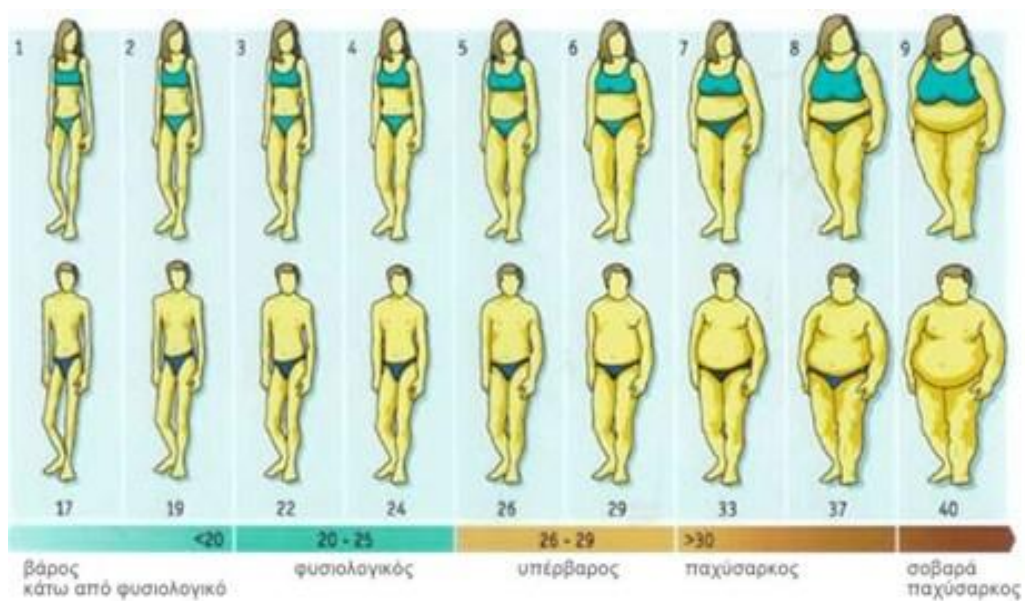 1 2 3 4 5 6 7 8 9
17 19 22 24 26 29 33 37 40
<20 20 - 25 26 - 29 >30
βάρος
κάτω από φυσιολογικό
φυσιολογικός
υπέρβαρος
παχύσαρκος
σοβαρά
παχύσαρκος